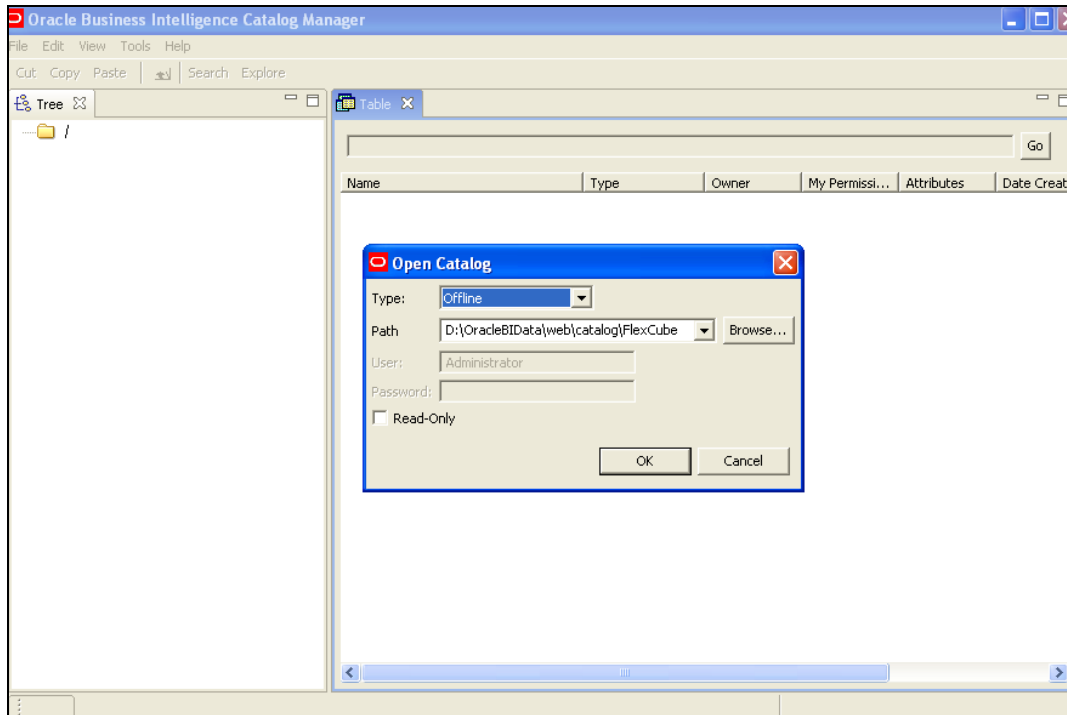 Oracle Business Intelligence Catalog Manager
File Edit View Tools Help
Cut Copy Paste Search Explore
Tree
Table
/
Go
Name Type Owner My Permissi... Attributes Date Creat
Open Catalog
Type: Offline
Path D:\OracleBIData\web\catalog\FlexCube Browse...
User: Administrator
Password:
Read-Only
OK Cancel